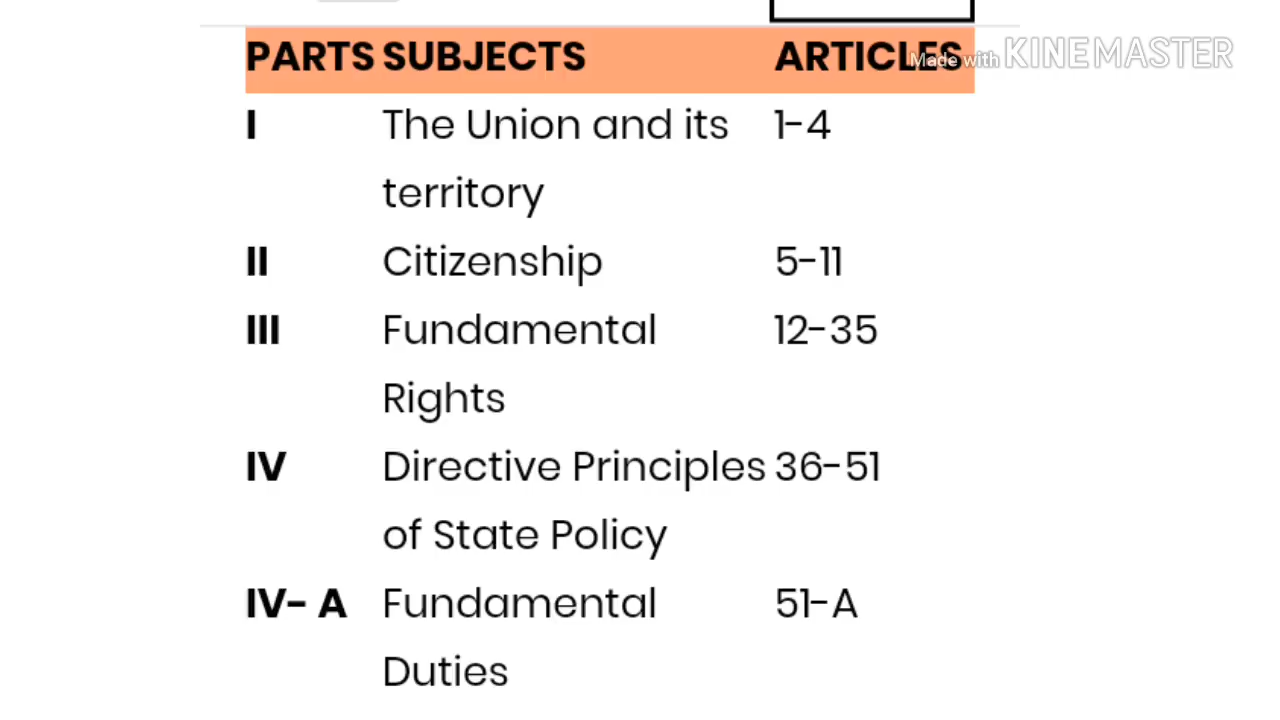 PARTS SUBJECTS ARTICLES
Made with KINEMASTER
I The Union and its 1-4
territory
II Citizenship 5-11
III Fundamental 12-35
Rights
IV Directive Principles 36-51
of State Policy
IV- A Fundamental 51-A
Duties